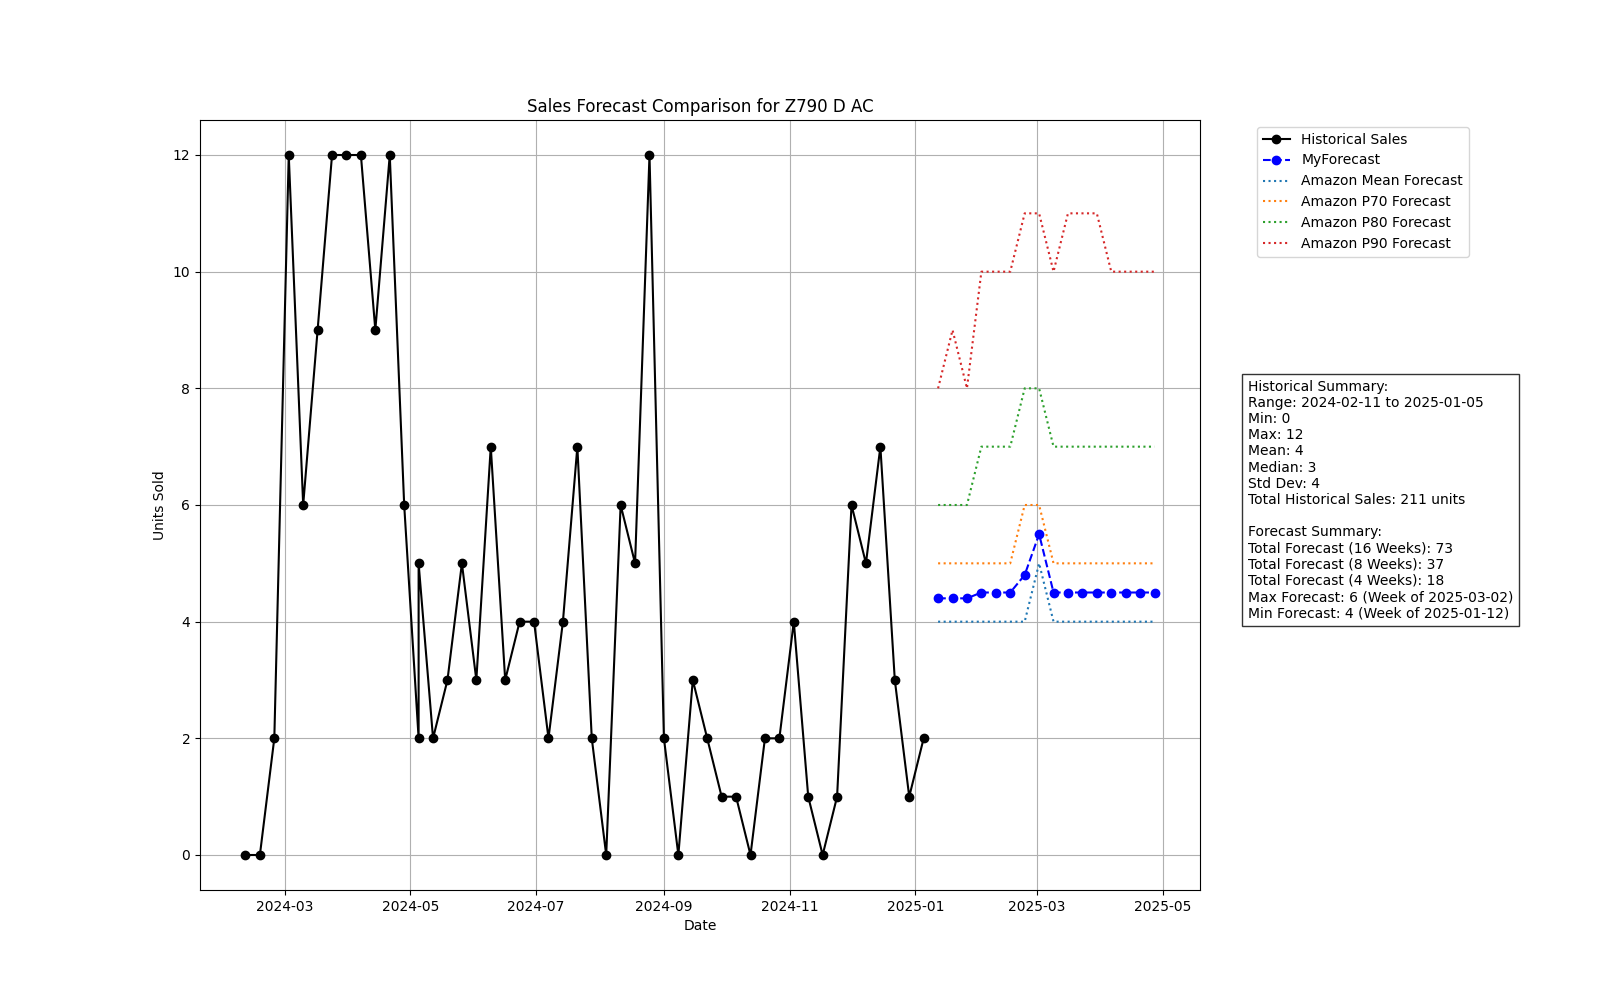 Sales Forecast Comparison for Z790 D AC
12
10
8
6
4
2
0
Units Sold
2024-03
2024-05
2024-07
2024-09
2024-11
2025-01
2025-03
2025-05
Date
Historical Sales
MyForecast
Amazon Mean Forecast
Amazon P70 Forecast
Amazon P80 Forecast
Amazon P90 Forecast
Historical Summary:
Range: 2024-02-11 to 2025-01-05
Min: 0
Max: 12
Mean: 4
Median: 3
Std Dev: 4
Total Historical Sales: 211 units
Forecast Summary:
Total Forecast (16 Weeks): 73
Total Forecast (8 Weeks): 37
Total Forecast (4 Weeks): 18
Max Forecast: 6 (Week of 2025-03-02)
Min Forecast: 4 (Week of 2025-01-12)